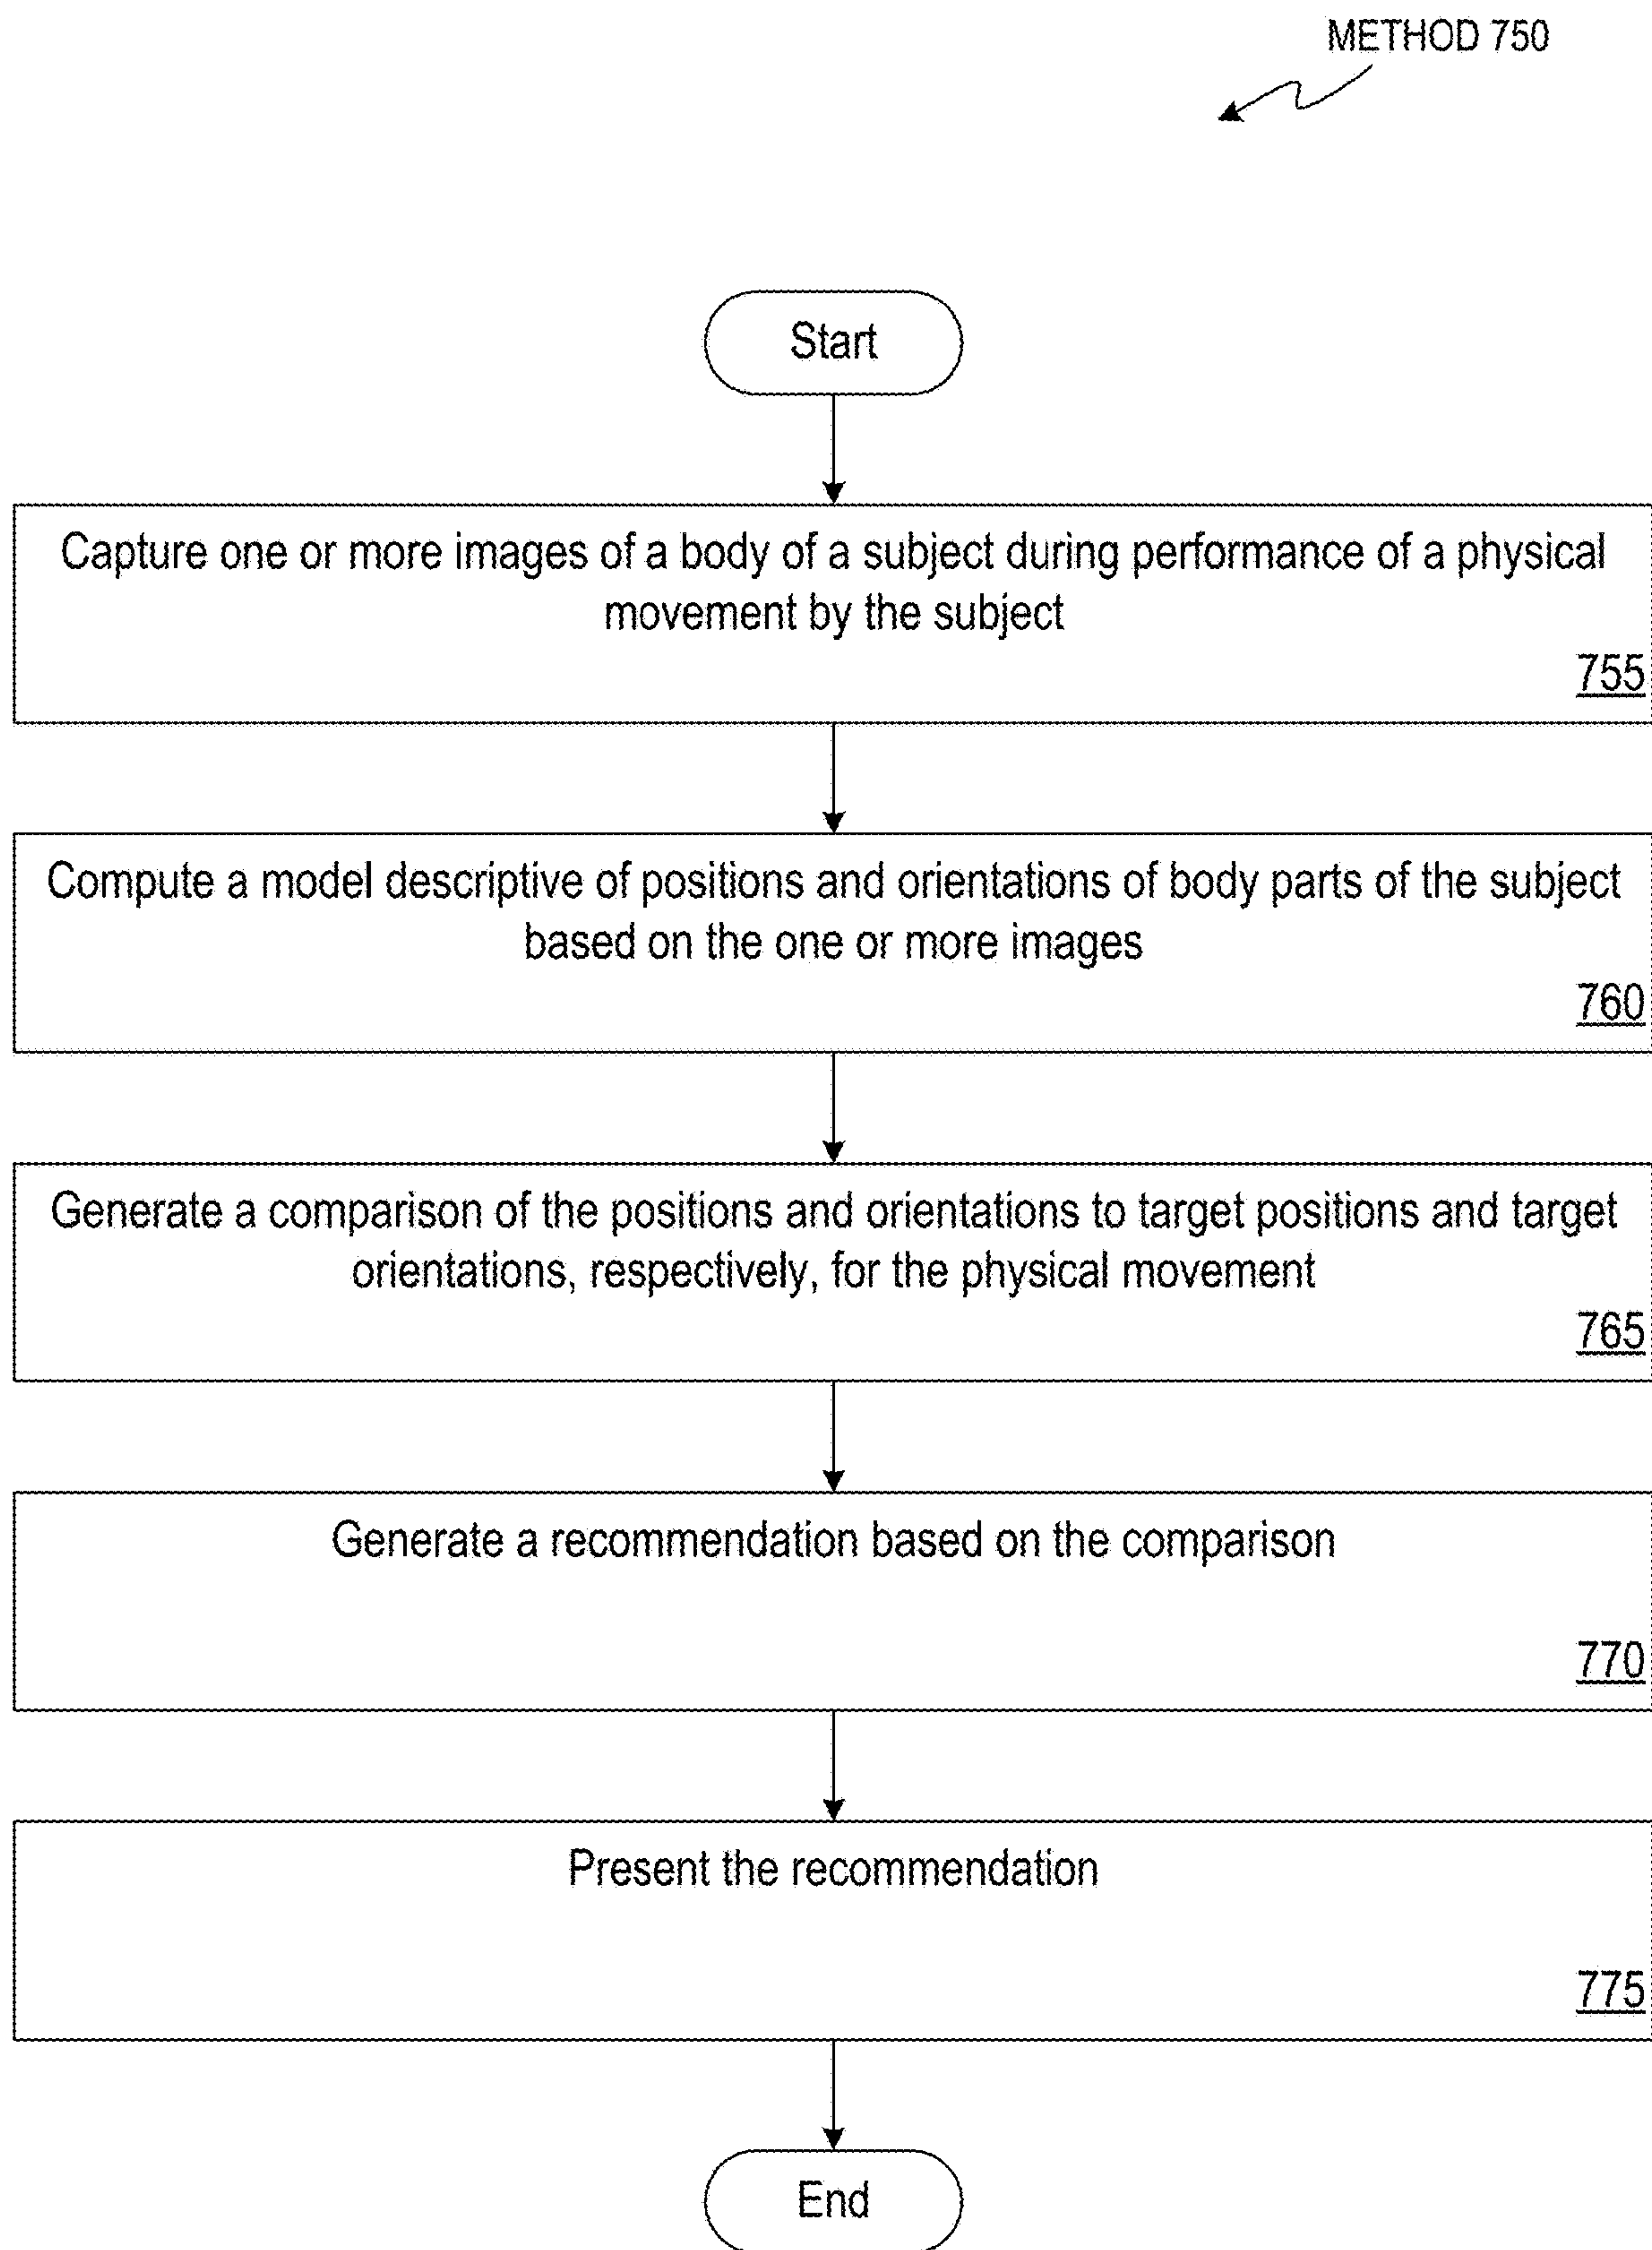 METHOD 750
Start
Capture one or more images of a body of a subject during performance of a physical
movement by the subject
755
Compute a model descriptive of positions and orientations of body parts of the subject
based on the one or more images
760
Generate a comparison of the positions and orientations to target positions and target
orientations, respectively, for the physical movement
765
Generate a recommendation based on the comparison
770
Present the recommendation
775
End